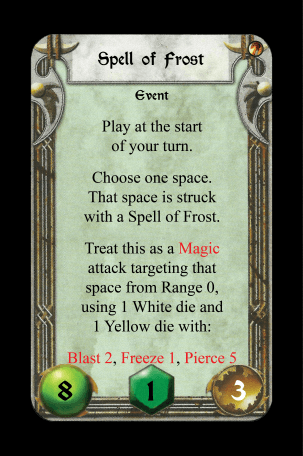 Spell of Frost
Event
Play at the start
of your turn.
Choose one space.
That space is struck
with a Spell of Frost.
Treat this as a Magic
attack targeting that
space from Range 0,
using 1 White die and
1 Yellow die with:
Blast 2, Freeze 1, Pierce 5
8 1 3